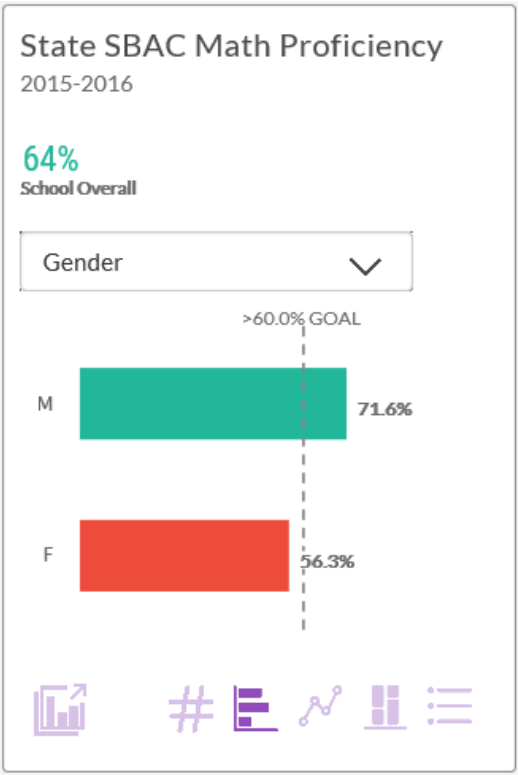 State SBAC Math Proficiency
2015-2016
64%
School Overall
Gender
>60.0% GOAL
M
71.6%
F
56.3%